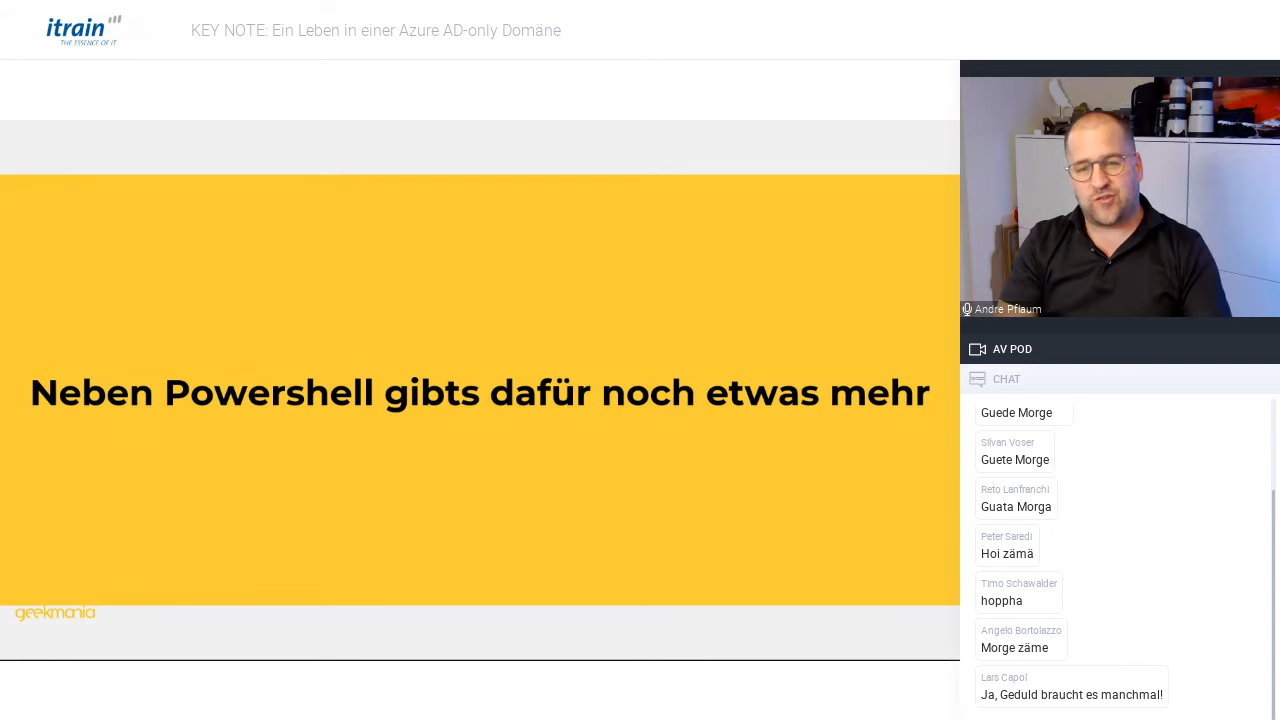 itrain
THE ESSENCE OF IT
KEY NOTE: Ein Leben in einer Azure AD-only Domäne
Neben Powershell gibts dafür noch etwas mehr
geekmania
Andre Pflaum
AV POD
CHAT
Guede Morge
Silvan Voser
Guete Morge
Reto Lanfranchi
Guata Morga
Peter Saredi
Hoi zämä
Timo Schawalder
hoppha
Angelo Bortolazzo
Morge zäme
Lars Capol
Ja, Geduld braucht es manchmal!